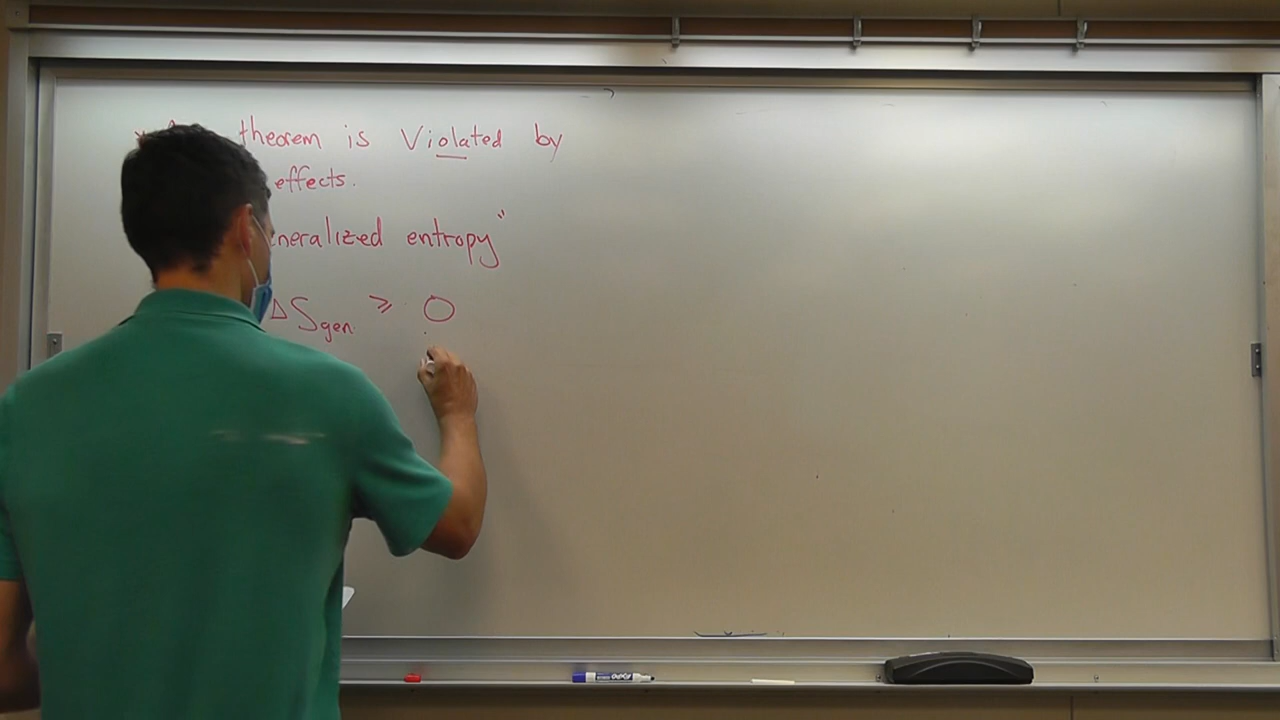 theorem is Violated by
effects.
neralized entropy"
ΔSgen ≥ 0